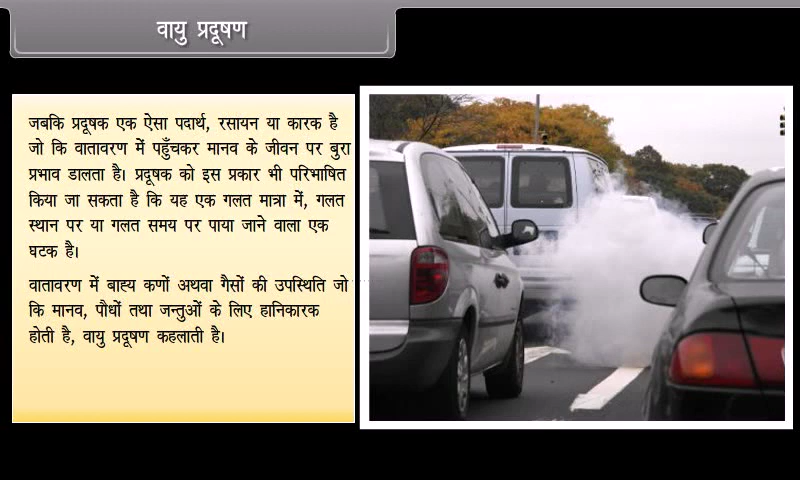 वायु प्रदूषण
जबकि प्रदूषक एक ऐसा पदार्थ, रसायन या कारक है
जो कि वातावरण में पहुँचकर मानव के जीवन पर बुरा
प्रभाव डालता है। प्रदूषक को इस प्रकार भी परिभाषित
किया जा सकता है कि यह एक गलत मात्रा में, गलत
स्थान पर या गलत समय पर पाया जाने वाला एक
घटक है।
वातावरण में बाह्य कणों अथवा गैसों की उपस्थिति जो
कि मानव, पौधों तथा जन्तुओं के लिए हानिकारक
होती है, वायु प्रदूषण कहलाती है।